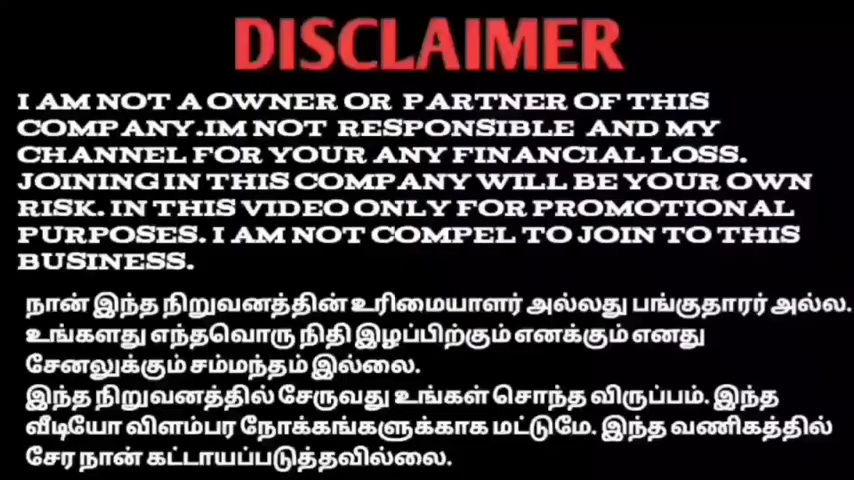 DISCLAIMER
I AM NOT A OWNER OR PARTNER OF THIS
COMPANY.IM NOT RESPONSIBLE AND MY
CHANNEL FOR YOUR ANY FINANCIAL LOSS.
JOINING IN THIS COMPANY WILL BE YOUR OWN
RISK. IN THIS VIDEO ONLY FOR PROMOTIONAL
PURPOSES. I AM NOT COMPEL TO JOIN TO THIS
BUSINESS.
நான் இந்த நிறுவனத்தின் உரிமையாளர் அல்லது பங்குதாரர் அல்ல.
உங்களது எந்தவொரு நிதி இழப்பிற்கும் எனக்கும் எனது
சேனலுக்கும் சம்மந்தம் இல்லை.
இந்த நிறுவனத்தில் சேருவது உங்கள் சொந்த விருப்பம். இந்த
வீடியோ விளம்பர நோக்கங்களுக்காக மட்டுமே. இந்த வணிகத்தில்
சேர நான் கட்டாயப்படுத்தவில்லை.